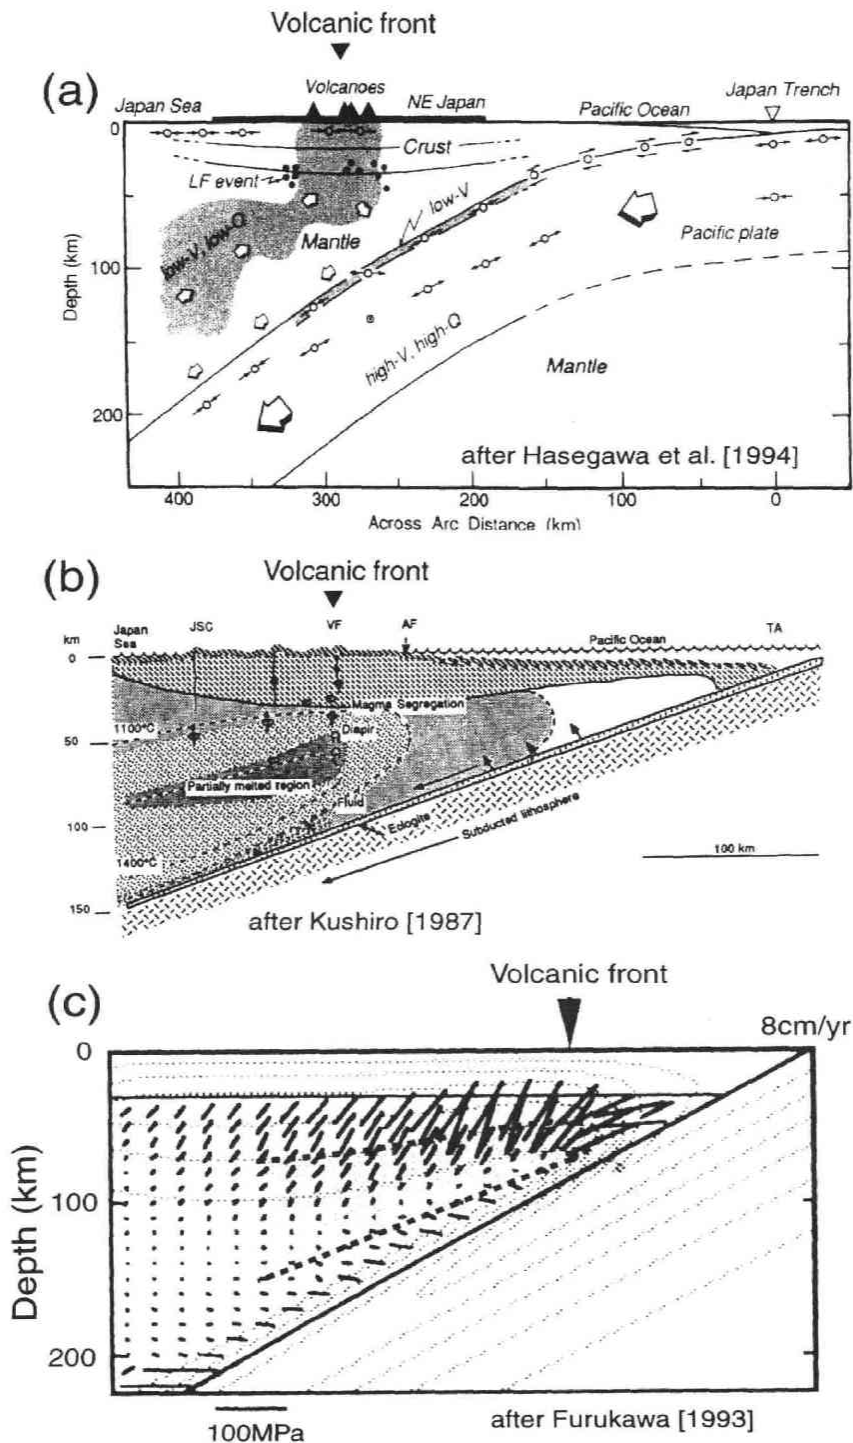 Volcanic front
(a)
Volcanoes
Japan Sea
NE Japan
Pacific Ocean
Japan Trench
0
Crust
LF event
low-V
low-V, low-Q
Mantle
Pacific plate
100
high-V, high-Q
Mantle
200
Depth (km)
after Hasegawa et al. [1994]
400
300
200
100
0
Across Arc Distance (km)
(b)
Volcanic front
km
Japan
Sea
JSC
VF
AF
Pacific Ocean
TA
0
Magma Segregation
1100°C
Diapir
50
Partially melted region
Fluid
100
Eclogite
Subducted lithosphere
1400°C
100 km
150
after Kushiro [1987]
Volcanic front
(c)
8cm/yr
0
100
200
Depth (km)
100MPa
after Furukawa [1993]